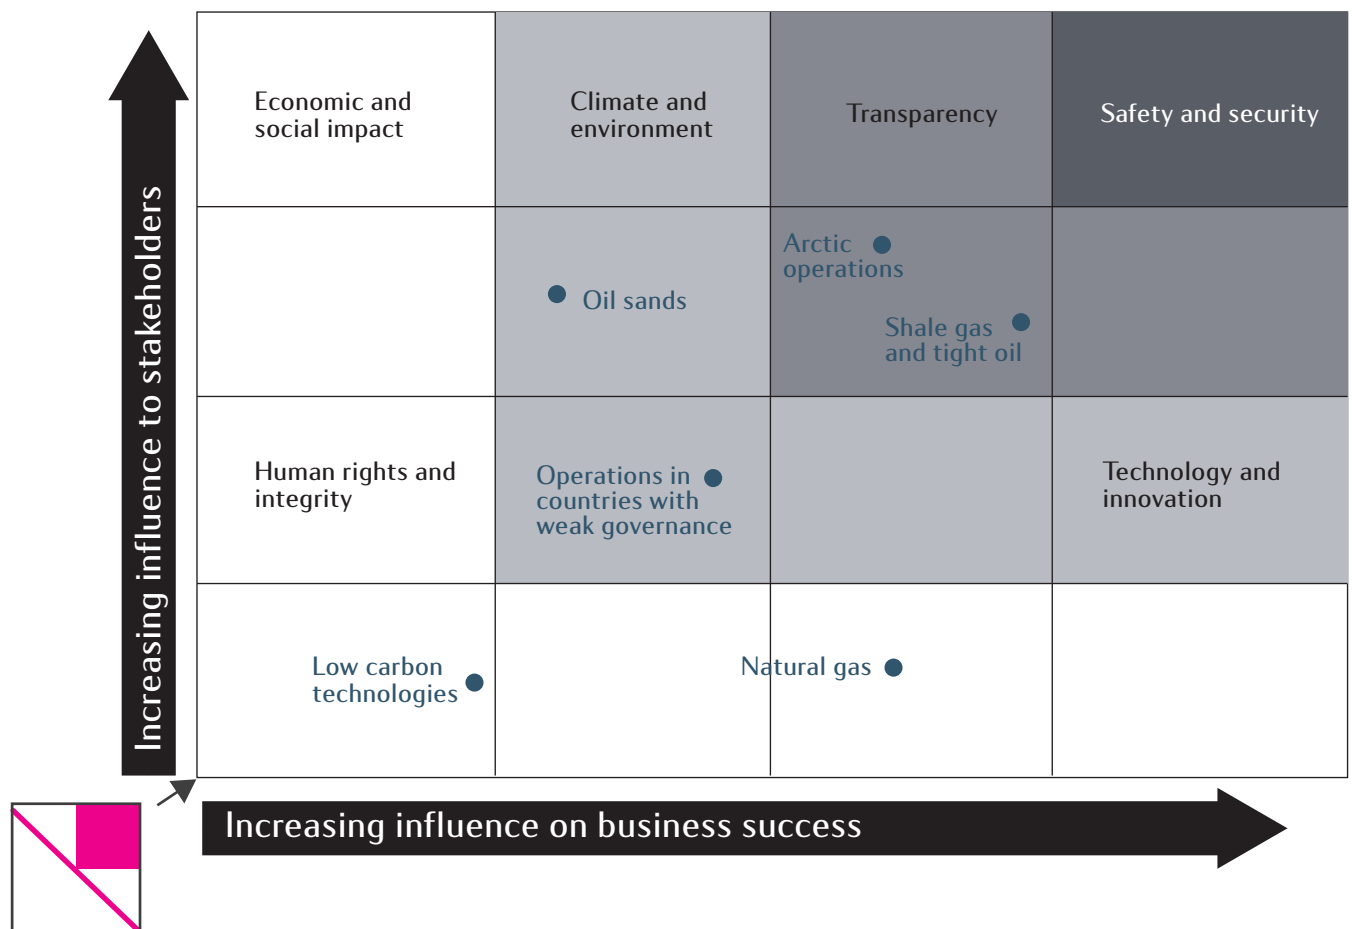 Increasing influence to stakeholders
Economic and
social impact
Climate and
environment
Transparency
Safety and security
Arctic
operations
Oil sands
Shale gas
and tight oil
Human rights and
integrity
Operations in
countries with
weak governance
Technology and
innovation
Low carbon
technologies
Natural gas
Increasing influence on business success